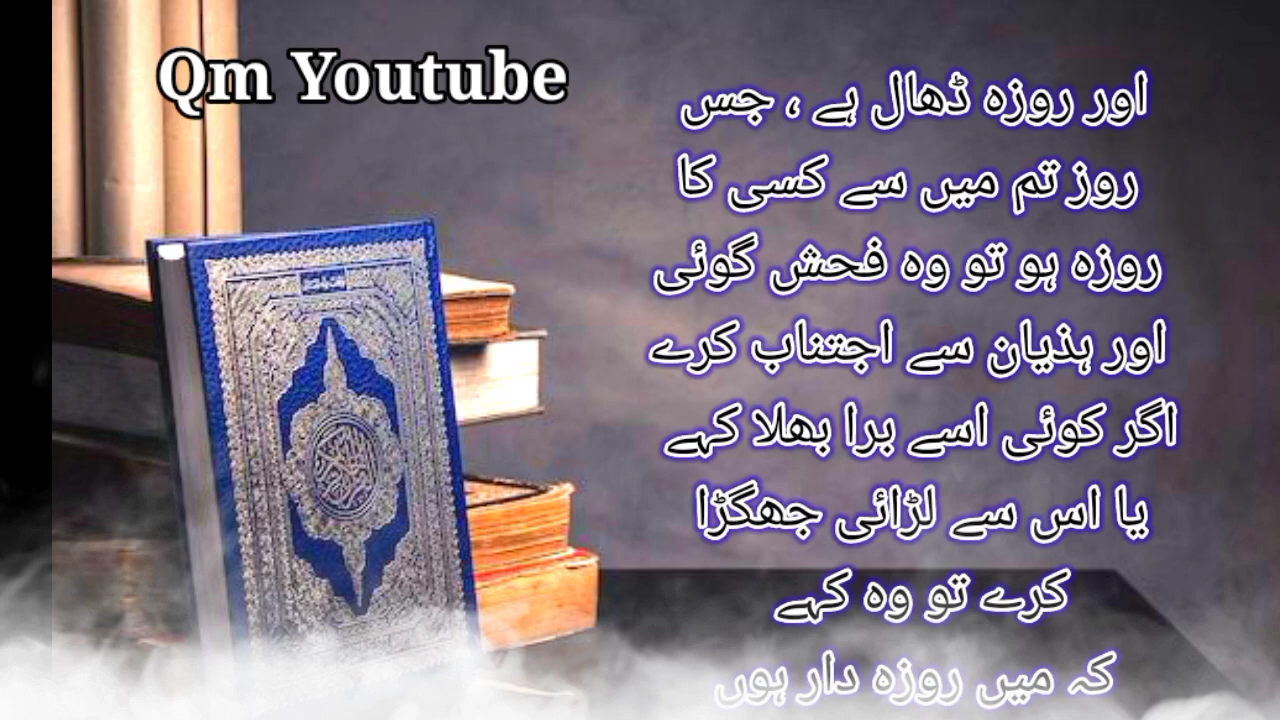 Qm Youtube
اور روزہ ڈھال ہے ، جس
روز تم میں سے کسی کا
روزہ ہو تو وہ فحش گوئی
اور ہذیان سے اجتناب کرے
اگر کوئی اسے برا بھلا کہے
یا اس سے لڑائی جھگڑا
کرے تو وہ کہے
کہ میں روزہ دار ہوں